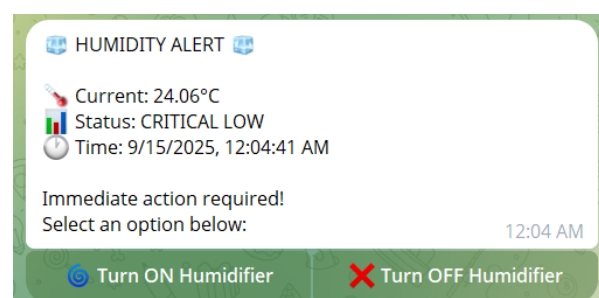 🧊 HUMIDITY ALERT 🧊
🌡️ Current: 24.06°C
📊 Status: CRITICAL LOW
🕐 Time: 9/15/2025, 12:04:41 AM
Immediate action required!
Select an option below:
12:04 AM
🌀 Turn ON Humidifier
❌ Turn OFF Humidifier